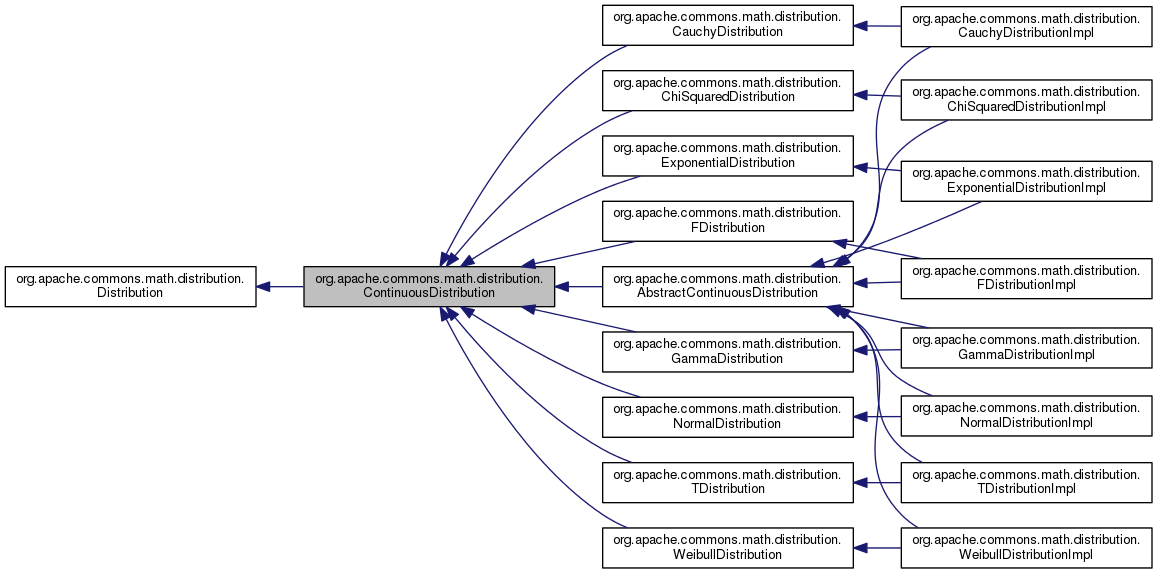 org.apache.commons.math.distribution.
Distribution
org.apache.commons.math.distribution.
ContinuousDistribution
org.apache.commons.math.distribution.
CauchyDistribution
org.apache.commons.math.distribution.
ChiSquaredDistribution
org.apache.commons.math.distribution.
ExponentialDistribution
org.apache.commons.math.distribution.
FDistribution
org.apache.commons.math.distribution.
AbstractContinuousDistribution
org.apache.commons.math.distribution.
GammaDistribution
org.apache.commons.math.distribution.
NormalDistribution
org.apache.commons.math.distribution.
TDistribution
org.apache.commons.math.distribution.
WeibullDistribution
org.apache.commons.math.distribution.
CauchyDistributionImpl
org.apache.commons.math.distribution.
ChiSquaredDistributionImpl
org.apache.commons.math.distribution.
ExponentialDistributionImpl
org.apache.commons.math.distribution.
FDistributionImpl
org.apache.commons.math.distribution.
GammaDistributionImpl
org.apache.commons.math.distribution.
NormalDistributionImpl
org.apache.commons.math.distribution.
TDistributionImpl
org.apache.commons.math.distribution.
WeibullDistributionImpl